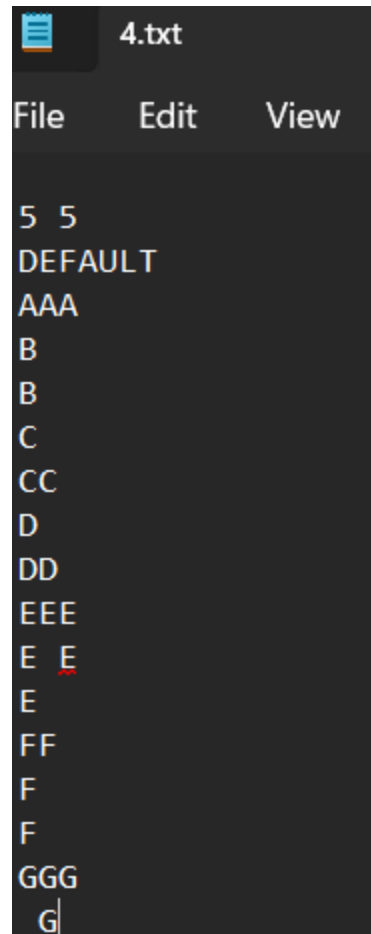 4.txt
File Edit View
5 5
DEFAULT
AAA
B
B
C
CC
D
DD
EEE
E E
E
FF
F
F
GGG
 G